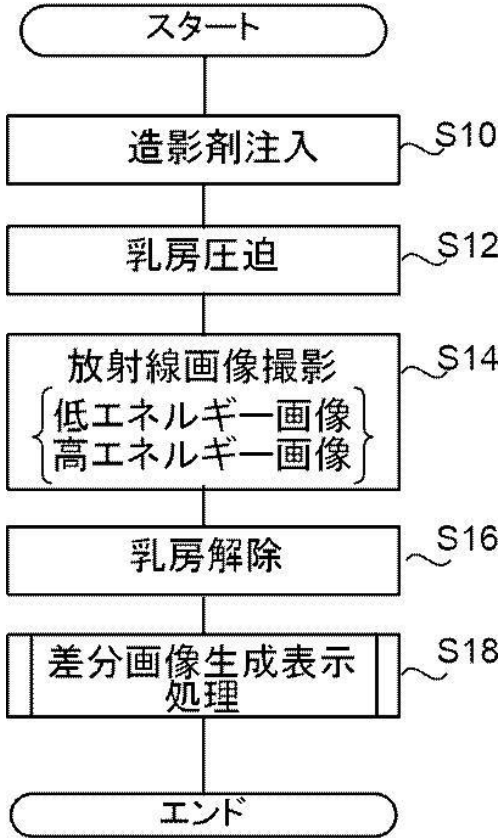 スタート
造影剤注入
S10
乳房圧迫
S12
放射線画像撮影
S14
低エネルギー画像
高エネルギー画像
乳房解除
S16
差分画像生成表示
処理
S18
エンド